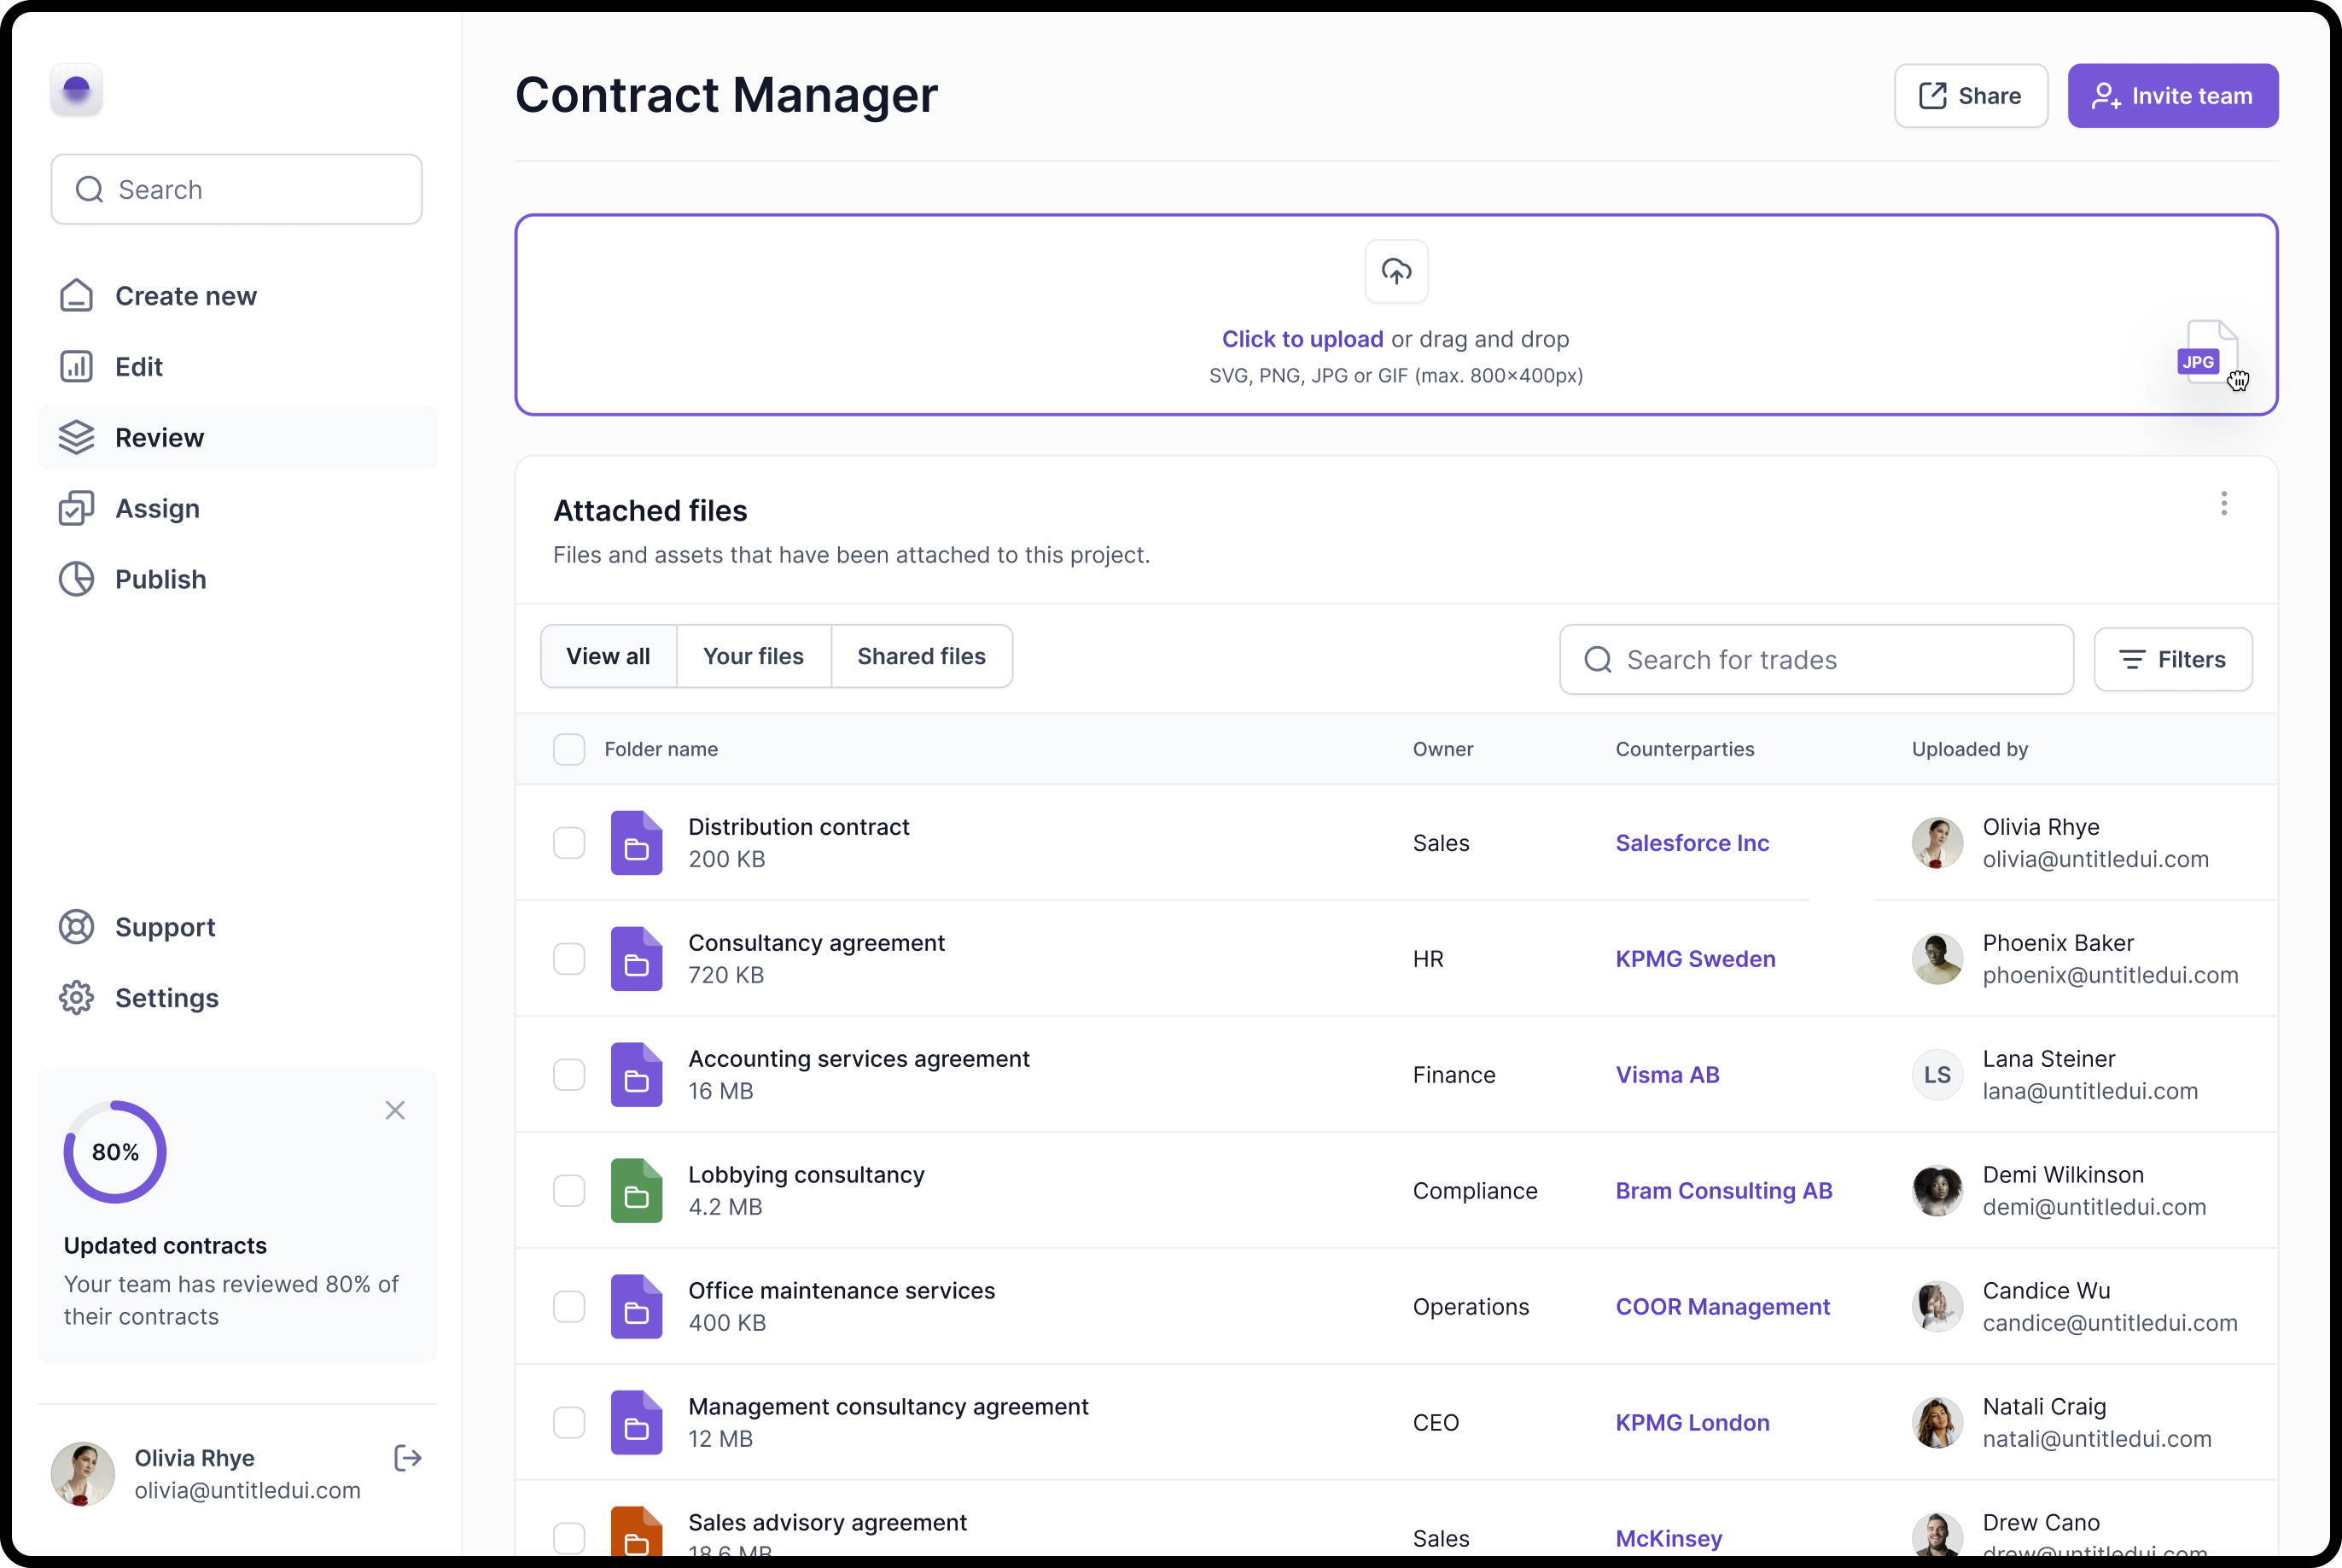 Contract Manager
Share
Invite team
Search
Create new
Edit
Review
Assign
Publish
Support
Settings
80%
Updated contracts
Your team has reviewed 80% of
their contracts
Olivia Rhye
olivia@untitledui.com
Click to upload or drag and drop
SVG, PNG, JPG or GIF (max. 800×400px)
JPG
Attached files
Files and assets that have been attached to this project.
View all
Your files
Shared files
Search for trades
Filters
Folder name
Owner
Counterparties
Uploaded by
Distribution contract
200 KB
Sales
Salesforce Inc
Olivia Rhye
olivia@untitledui.com
Consultancy agreement
720 KB
HR
KPMG Sweden
Phoenix Baker
phoenix@untitledui.com
Accounting services agreement
16 MB
Finance
Visma AB
LS
Lana Steiner
lana@untitledui.com
Lobbying consultancy
4.2 MB
Compliance
Bram Consulting AB
Demi Wilkinson
demi@untitledui.com
Office maintenance services
400 KB
Operations
COOR Management
Candice Wu
candice@untitledui.com
Management consultancy agreement
12 MB
CEO
KPMG London
Natali Craig
natali@untitledui.com
Sales advisory agreement
18.6 MB
Sales
McKinsey
Drew Cano
drew@untitledui.com